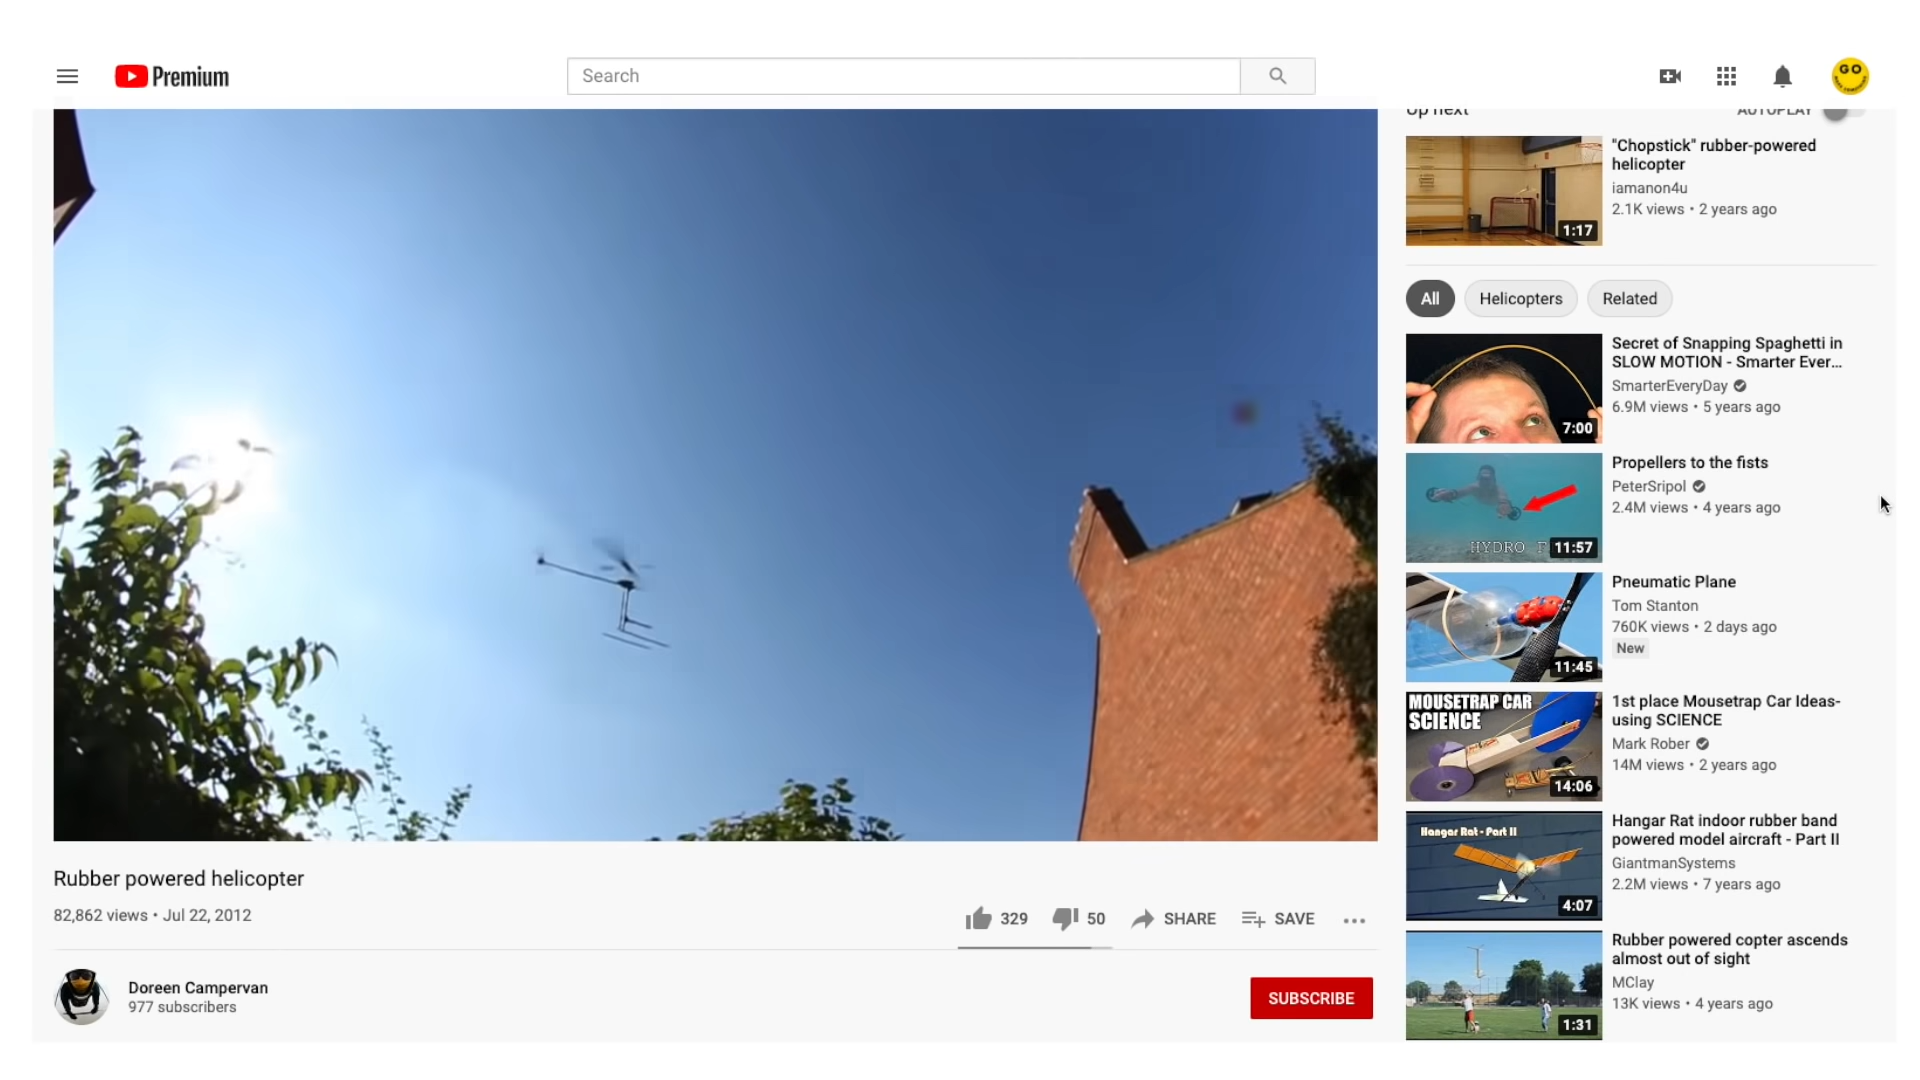 Premium
Search
GO
Up next
AUTOPLAY
"Chopstick" rubber-powered
helicopter
iamanon4u
2.1K views • 2 years ago
1:17
All
Helicopters
Related
Secret of Snapping Spaghetti in
SLOW MOTION - Smarter Ever...
SmarterEveryDay
6.9M views • 5 years ago
7:00
Propellers to the fists
PeterSripol
2.4M views • 4 years ago
HYDRO
11:57
Pneumatic Plane
Tom Stanton
760K views • 2 days ago
New
11:45
MOUSETRAP CAR
SCIENCE
14:06
1st place Mousetrap Car Ideas-
using SCIENCE
Mark Rober
14M views • 2 years ago
Hangar Rat - Part II
4:07
Hangar Rat indoor rubber band
powered model aircraft - Part II
GiantmanSystems
2.2M views • 7 years ago
Rubber powered copter ascends
almost out of sight
MClay
13K views • 4 years ago
1:31
Rubber powered helicopter
82,862 views • Jul 22, 2012
329
50
SHARE
SAVE
Doreen Campervan
977 subscribers
SUBSCRIBE